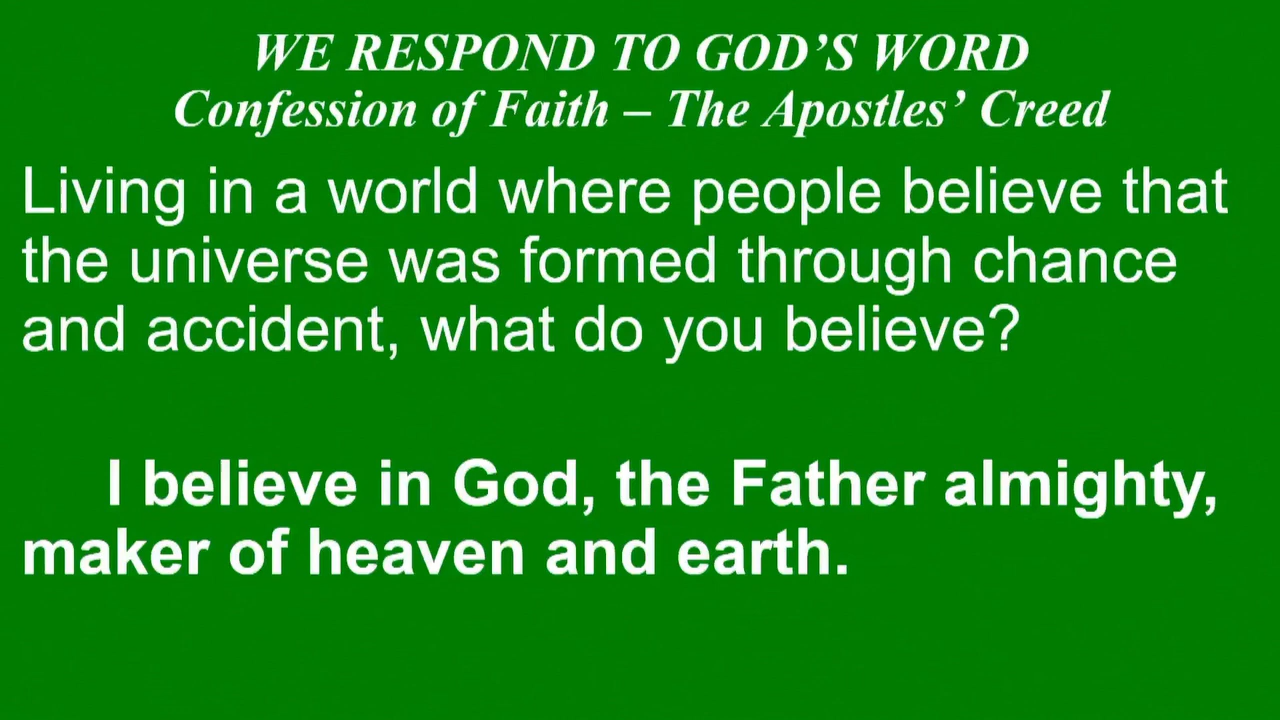 WE RESPOND TO GOD’S WORD
Confession of Faith – The Apostles’ Creed
Living in a world where people believe that
the universe was formed through chance
and accident, what do you believe?
I believe in God, the Father almighty,
maker of heaven and earth.